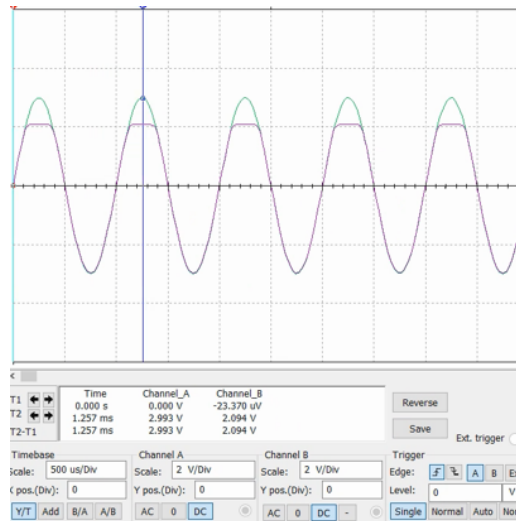 Time Channel_A Channel_B
T1 0.000 s 0.000 V -23.370 uV
T2 1.257 ms 2.993 V 2.094 V
T2-T1 1.257 ms 2.993 V 2.094 V
Reverse
Save
Ext. trigger
Timebase Channel A Channel B Trigger
Scale: 500 us/Div Scale: 2 V/Div Scale: 2 V/Div Edge: A B
X pos.(Div): 0 Y pos.(Div): 0 Y pos.(Div): 0 Level: 0 V
Y/T Add B/A A/B AC 0 DC AC 0 DC - Single Normal Auto